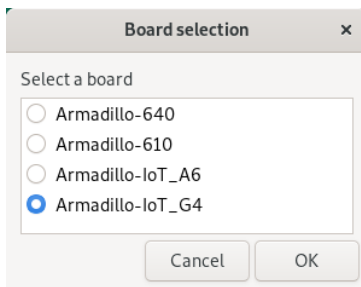 Board selection ×
Select a board
Armadillo-640
Armadillo-610
Armadillo-IoT_A6
Armadillo-IoT_G4
Cancel OK